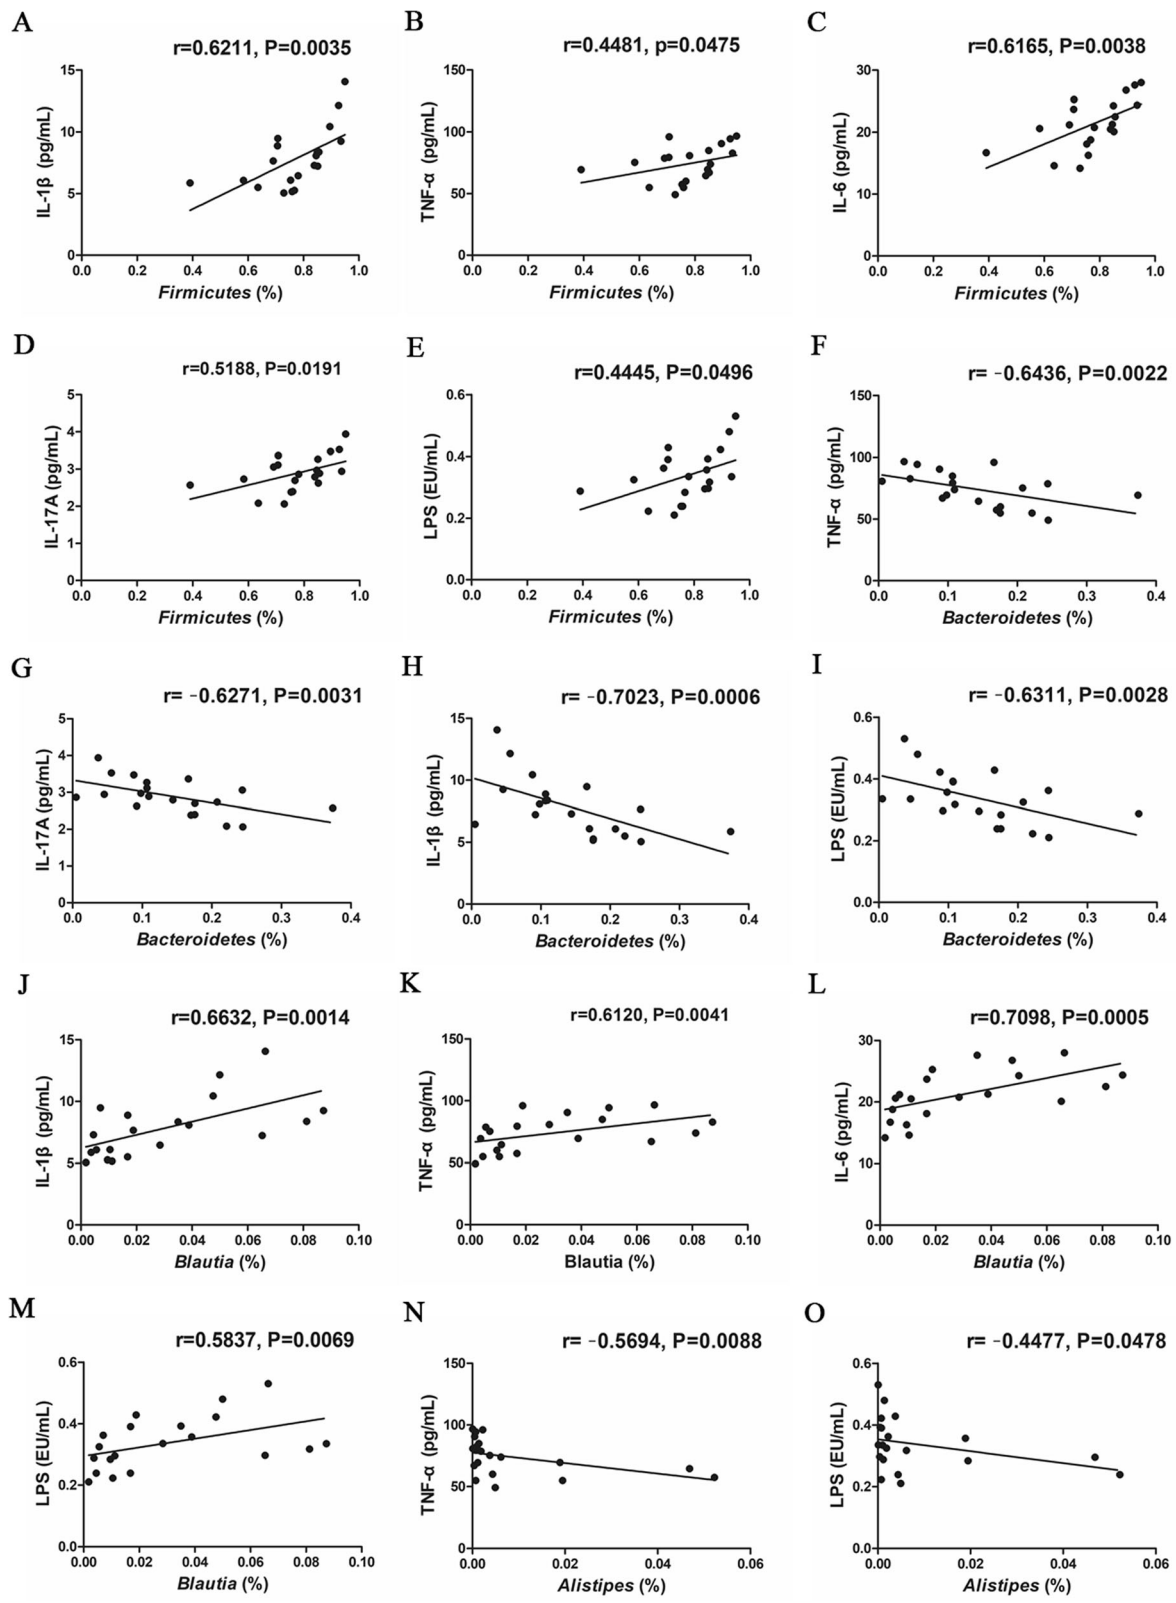 A
r=0.6211, P=0.0035
IL-1β (pg/mL)
15
10
5
0
0.0 0.2 0.4 0.6 0.8 1.0
Firmicutes (%)
B
r=0.4481, p=0.0475
TNF-α (pg/mL)
150
100
50
0
0.0 0.2 0.4 0.6 0.8 1.0
Firmicutes (%)
C
r=0.6165, P=0.0038
IL-6 (pg/mL)
30
20
10
0
0.0 0.2 0.4 0.6 0.8 1.0
Firmicutes (%)
D
r=0.5188, P=0.0191
IL-17A (pg/mL)
5
4
3
2
1
0
0.0 0.2 0.4 0.6 0.8 1.0
Firmicutes (%)
E
r=0.4445, P=0.0496
LPS (EU/mL)
0.6
0.4
0.2
0.0
0.0 0.2 0.4 0.6 0.8 1.0
Firmicutes (%)
F
r= -0.6436, P=0.0022
TNF-α (pg/mL)
150
100
50
0
0.0 0.1 0.2 0.3 0.4
Bacteroidetes (%)
G
r= -0.6271, P=0.0031
IL-17A (pg/mL)
5
4
3
2
1
0
0.0 0.1 0.2 0.3 0.4
Bacteroidetes (%)
H
r= -0.7023, P=0.0006
IL-1β (pg/mL)
15
10
5
0
0.0 0.1 0.2 0.3 0.4
Bacteroidetes (%)
I
r= -0.6311, P=0.0028
LPS (EU/mL)
0.6
0.4
0.2
0.0
0.0 0.1 0.2 0.3 0.4
Bacteroidetes (%)
J
r=0.6632, P=0.0014
IL-1β (pg/mL)
15
10
5
0
0.00 0.02 0.04 0.06 0.08 0.10
Blautia (%)
K
r=0.6120, P=0.0041
TNF-α (pg/mL)
150
100
50
0
0.00 0.02 0.04 0.06 0.08 0.10
Blautia (%)
L
r=0.7098, P=0.0005
IL-6 (pg/mL)
30
20
10
0
0.00 0.02 0.04 0.06 0.08 0.10
Blautia (%)
M
r=0.5837, P=0.0069
LPS (EU/mL)
0.6
0.4
0.2
0.0
0.00 0.02 0.04 0.06 0.08 0.10
Blautia (%)
N
r= -0.5694, P=0.0088
TNF-α (pg/mL)
150
100
50
0
0.00 0.02 0.04 0.06
Alistipes (%)
O
r= -0.4477, P=0.0478
LPS (EU/mL)
0.6
0.4
0.2
0.0
0.00 0.02 0.04 0.06
Alistipes (%)